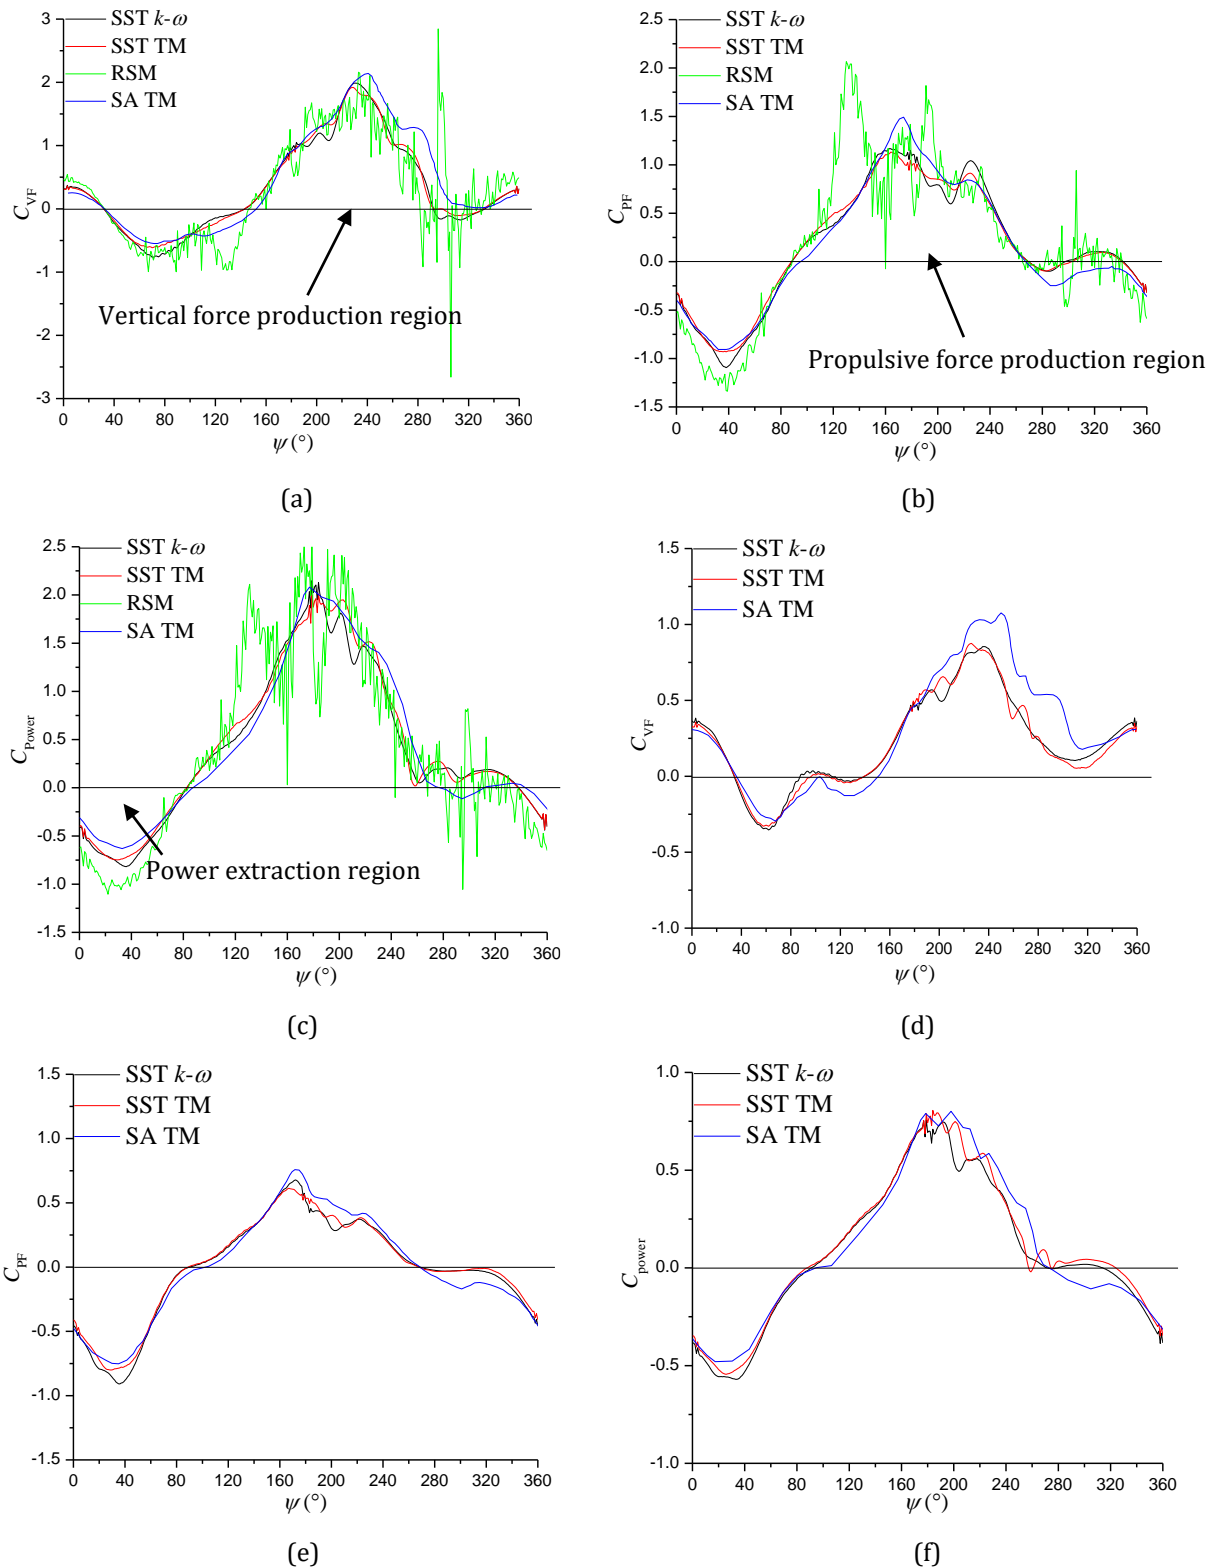 SST k-ω
SST TM
RSM
SA TM
3
2
1
0
-1
-2
-3
C_VF
Vertical force production region
0 40 80 120 160 200 240 280 320 360
ψ (°)
(a)
SST k-ω
SST TM
RSM
SA TM
2.5
2.0
1.5
1.0
0.5
0.0
-0.5
-1.0
-1.5
C_PF
Propulsive force production region
0 40 80 120 160 200 240 280 320 360
ψ (°)
(b)
SST k-ω
SST TM
RSM
SA TM
2.5
2.0
1.5
1.0
0.5
0.0
-0.5
-1.0
-1.5
C_Power
Power extraction region
0 40 80 120 160 200 240 280 320 360
ψ (°)
(c)
SST k-ω
SST TM
SA TM
1.5
1.0
0.5
0.0
-0.5
-1.0
C_VF
0 40 80 120 160 200 240 280 320 360
ψ (°)
(d)
SST k-ω
SST TM
SA TM
1.5
1.0
0.5
0.0
-0.5
-1.0
-1.5
C_PF
0 40 80 120 160 200 240 280 320 360
ψ (°)
(e)
SST k-ω
SST TM
SA TM
1.0
0.5
0.0
-0.5
-1.0
C_power
0 40 80 120 160 200 240 280 320 360
ψ (°)
(f)